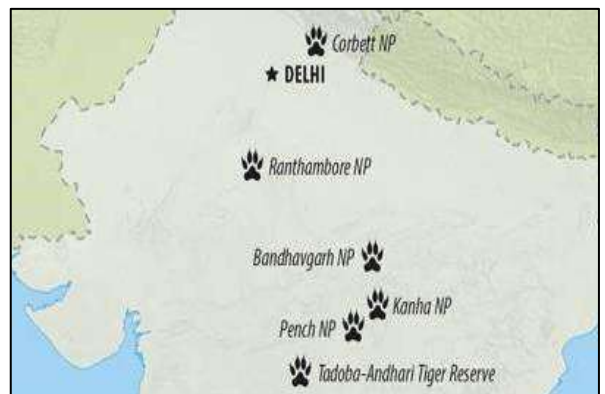 Corbett NP
DELHI
Ranthambore NP
Bandhavgarh NP
Kanha NP
Pench NP
Tadoba-Andhari Tiger Reserve